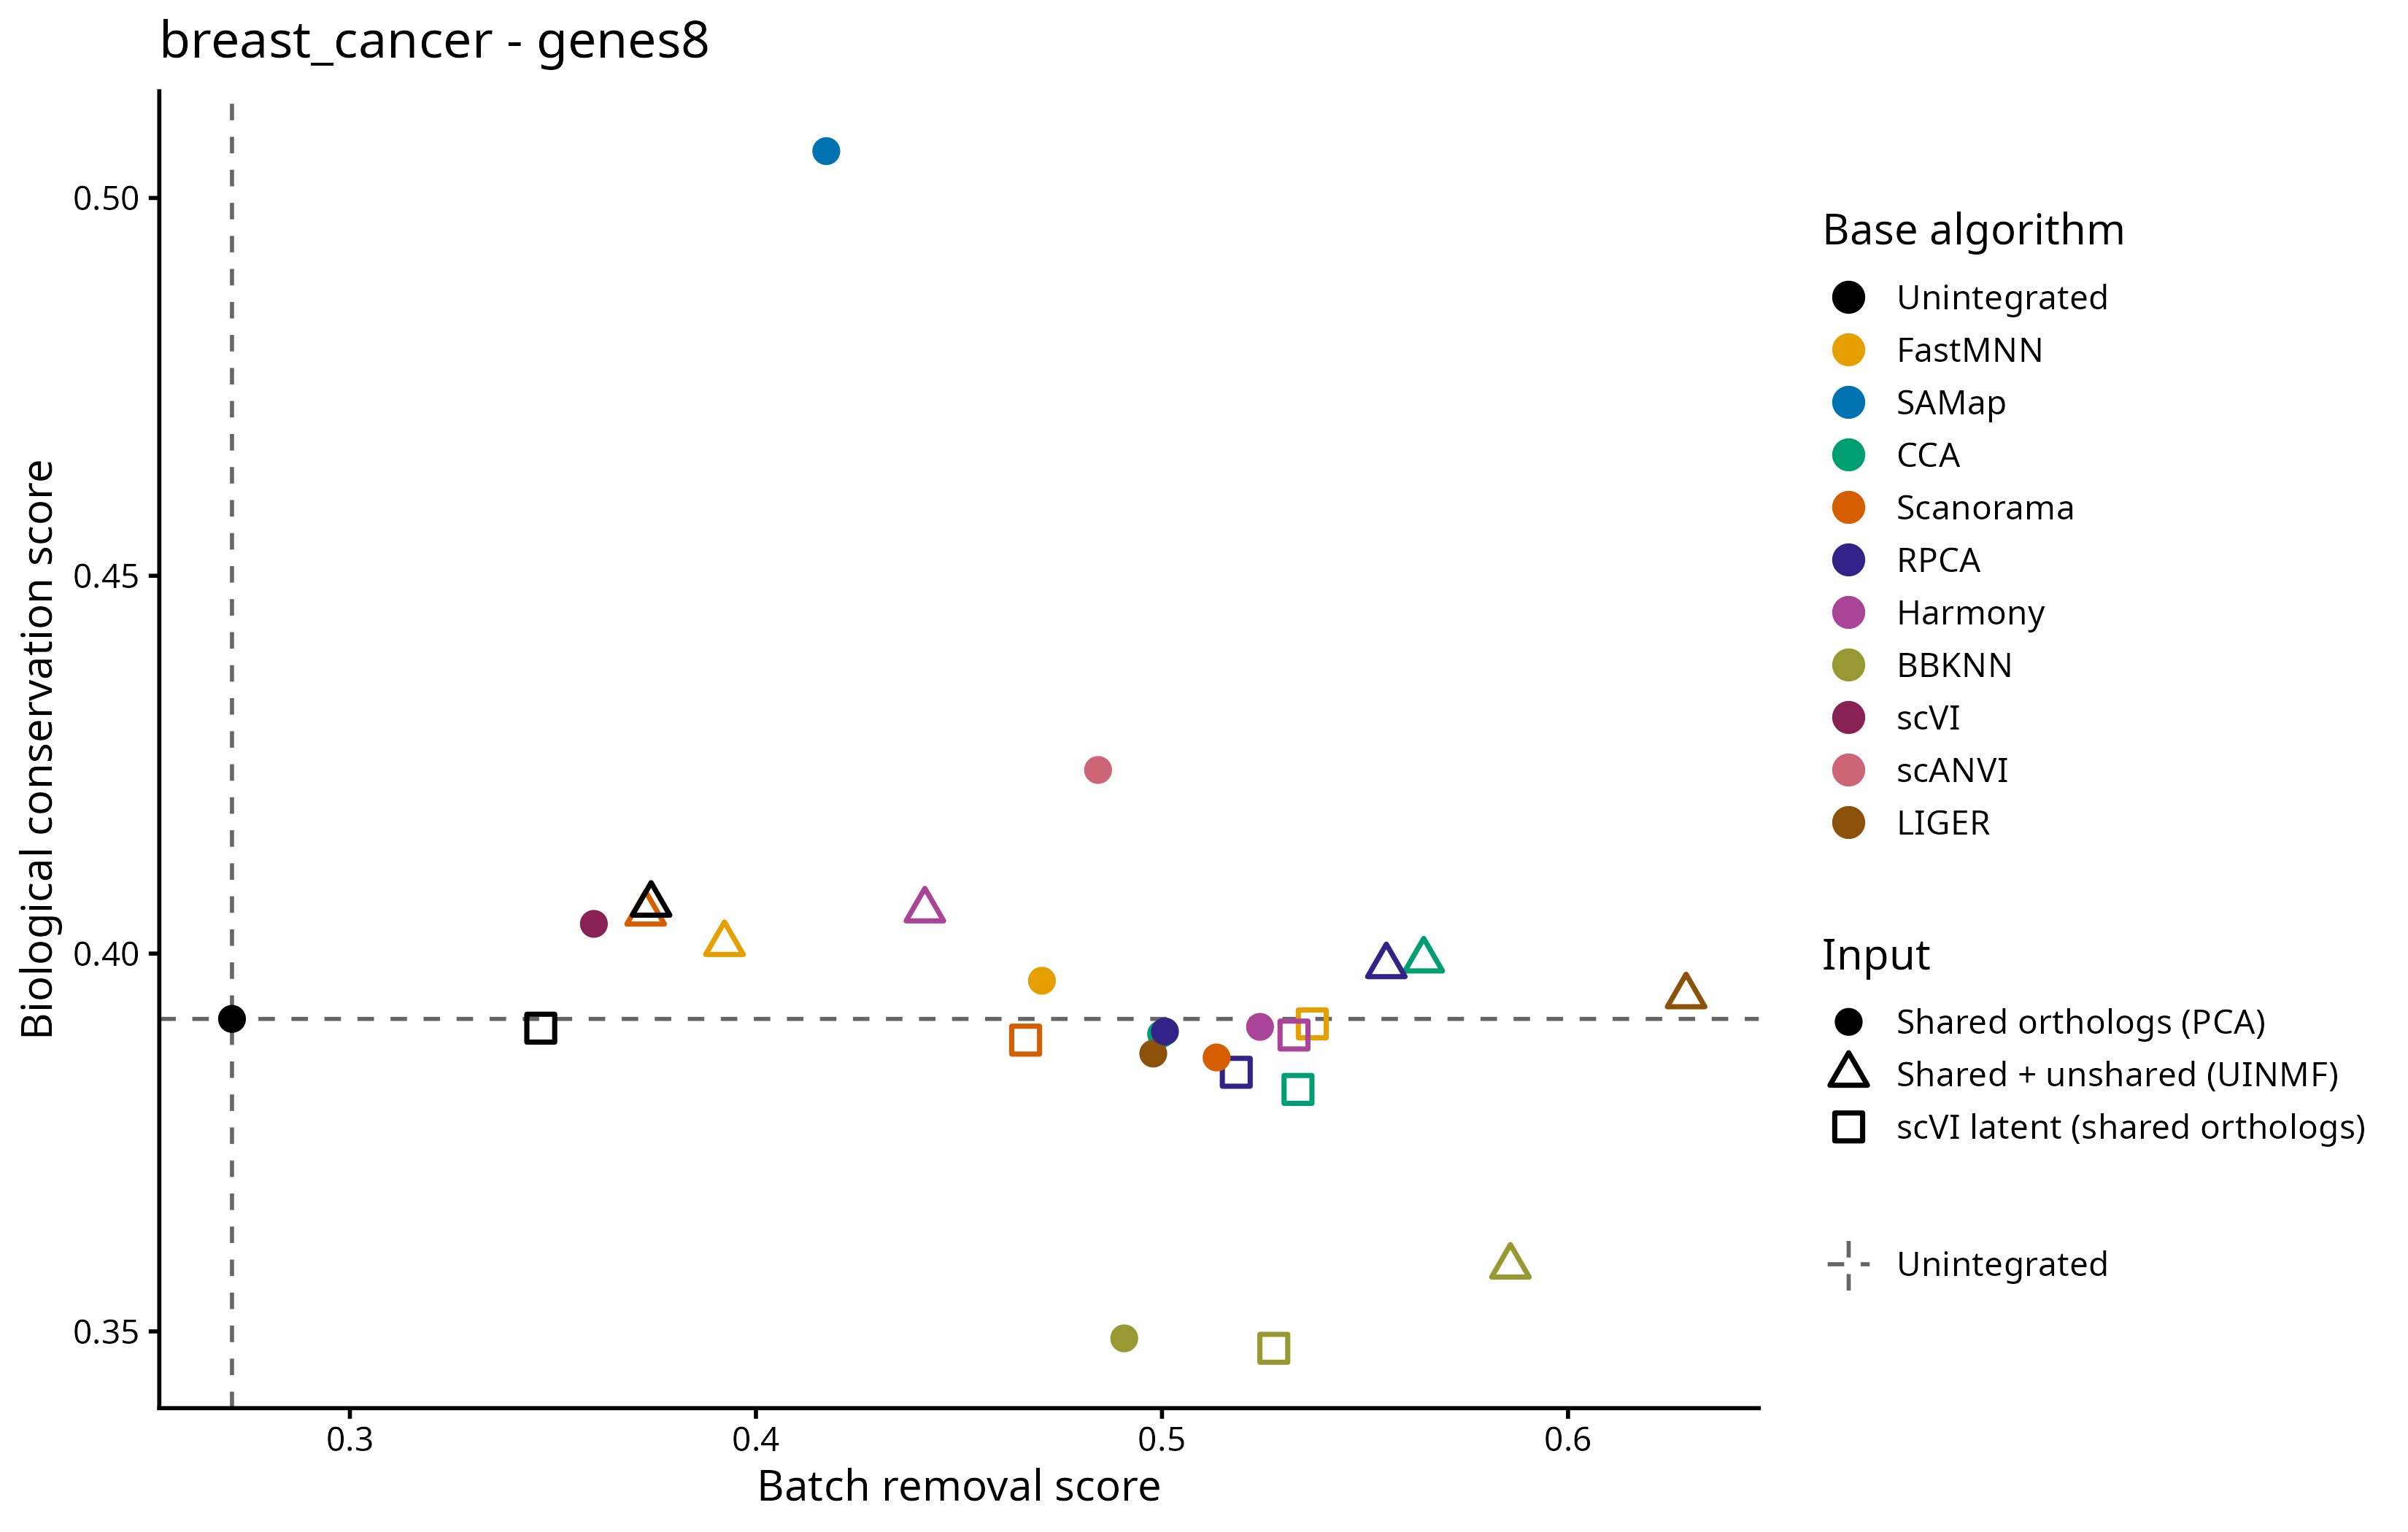 breast_cancer - genes8
Biological conservation score
0.50
0.45
0.40
0.35
0.3
0.4
0.5
0.6
Batch removal score
Base algorithm
Unintegrated
FastMNN
SAMap
CCA
Scanorama
RPCA
Harmony
BBKNN
scVI
scANVI
LIGER
Input
Shared orthologs (PCA)
Shared + unshared (UINMF)
scVI latent (shared orthologs)
Unintegrated